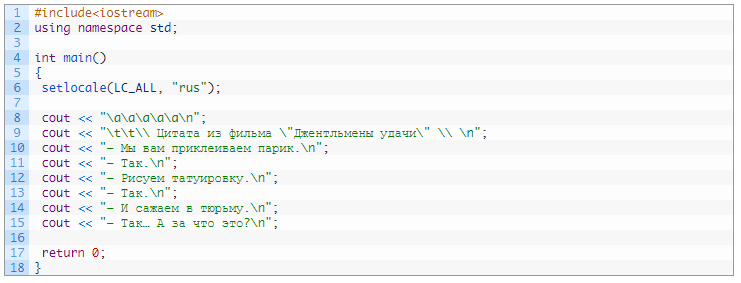 1 #include<iostream>
2 using namespace std;
3
4 int main()
5 {
6 setlocale(LC_ALL, "rus");
7
8 cout << "\a\a\a\a\a\n";
9 cout << "\t\t\\ Цитата из фильма \"Джентльмены удачи\" \\ \n";
10 cout << "– Мы вам приклеиваем парик.\n";
11 cout << "– Так.\n";
12 cout << "– Рисуем татуировку.\n";
13 cout << "– Так.\n";
14 cout << "– И сажаем в тюрьму.\n";
15 cout << "– Так… А за что это?\n";
16
17 return 0;
18 }